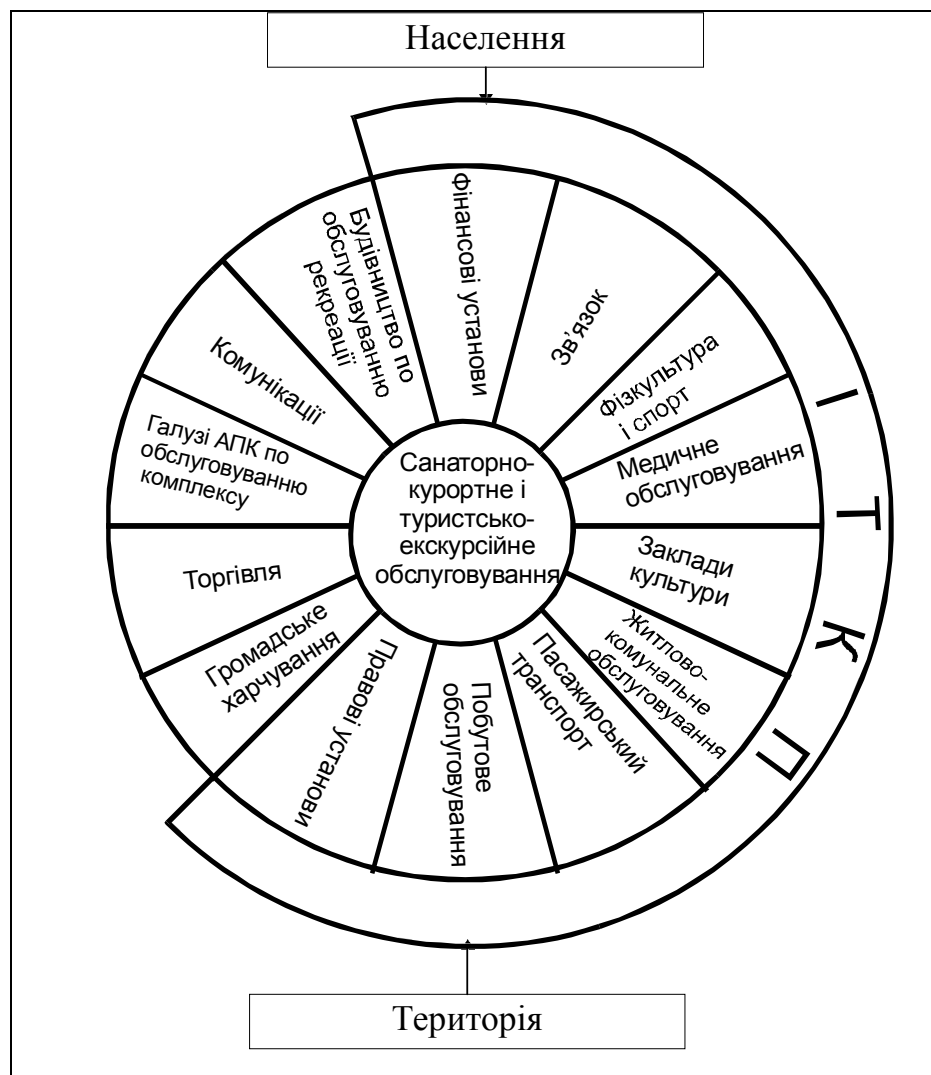 Населення
Фінансові установи
Зв’язок
Фізкультура
і спорт
Медичне
обслуговування
Заклади
культури
Житлово-
комунальне
обслуговування
Пасажирський
транспорт
Побутове
обслуговування
Правові установи
Громадське
харчування
Торгівля
Галузі АПК по
обслуговуванню
комплексу
Комунікації
Будівництво по
обслуговуванню
рекреації
Санаторно-
курортне і
туристсько-
екскурсійне
обслуговування
І Т К П
Територія